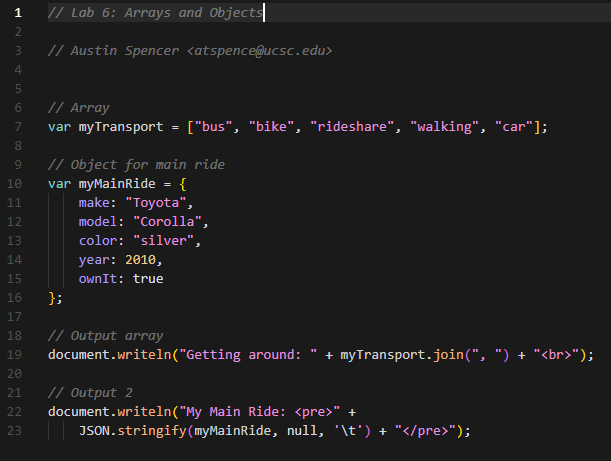 1 // Lab 6: Arrays and Objects
2
3 // Austin Spencer <atspence@ucsc.edu>
4
5
6 // Array
7 var myTransport = ["bus", "bike", "rideshare", "walking", "car"];
8
9 // Object for main ride
10 var myMainRide = {
11     make: "Toyota",
12     model: "Corolla",
13     color: "silver",
14     year: 2010,
15     ownIt: true
16 };
17
18 // Output array
19 document.writeln("Getting around: " + myTransport.join(", ") + "<br>");
20
21 // Output 2
22 document.writeln("My Main Ride: <pre>" +
23     JSON.stringify(myMainRide, null, '\t') + "</pre>");